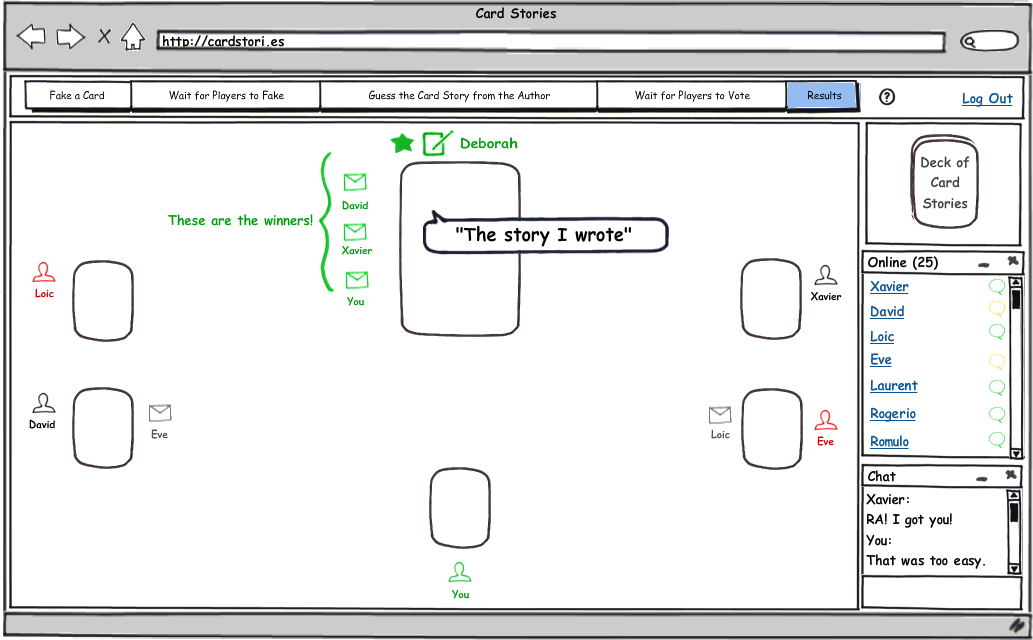 Card Stories
http://cardstori.es
Fake a Card
Wait for Players to Fake
Guess the Card Story from the Author
Wait for Players to Vote
Results
?
Log Out
Deborah
David
These are the winners!
Xavier
You
"The story I wrote"
Loic
Xavier
David
Eve
Loic
Eve
You
Deck of
Card
Stories
Online (25)
Xavier
David
Loic
Eve
Laurent
Rogerio
Romulo
Chat
Xavier:
RA! I got you!
You:
That was too easy.